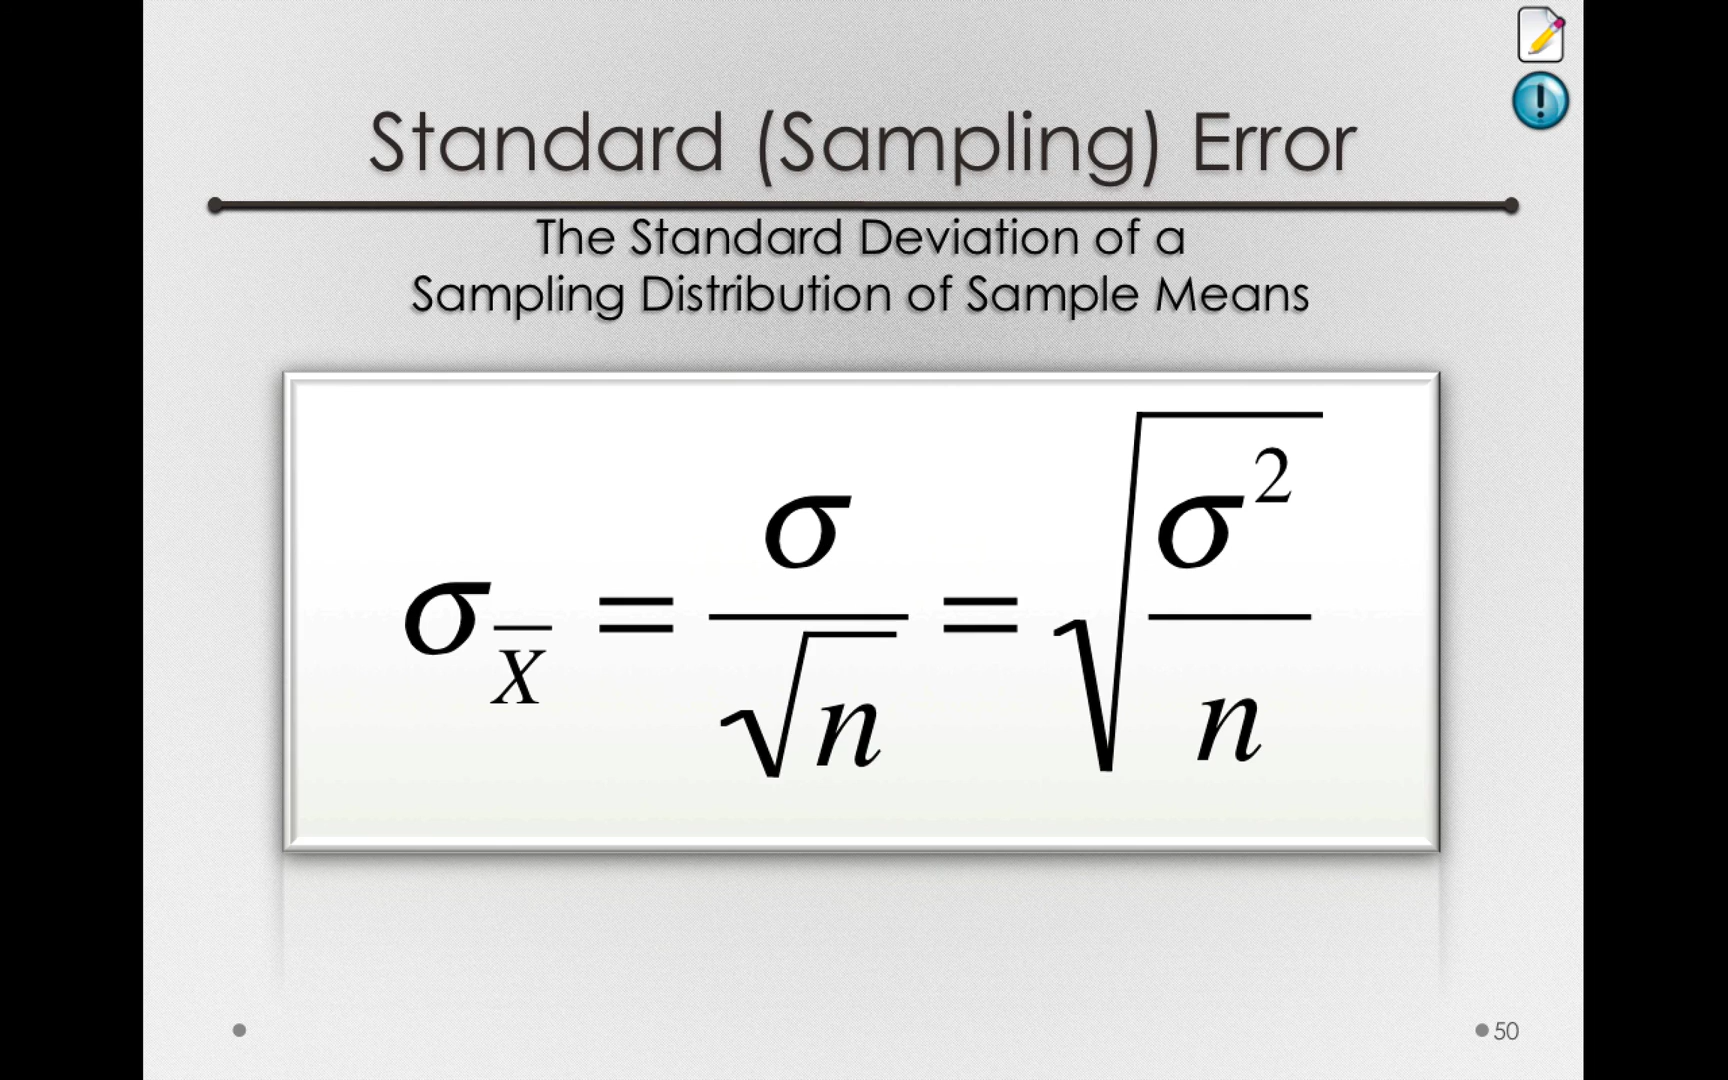 Standard (Sampling) Error
The Standard Deviation of a
Sampling Distribution of Sample Means
σ_X̅ = σ / √n = √(σ² / n)
50